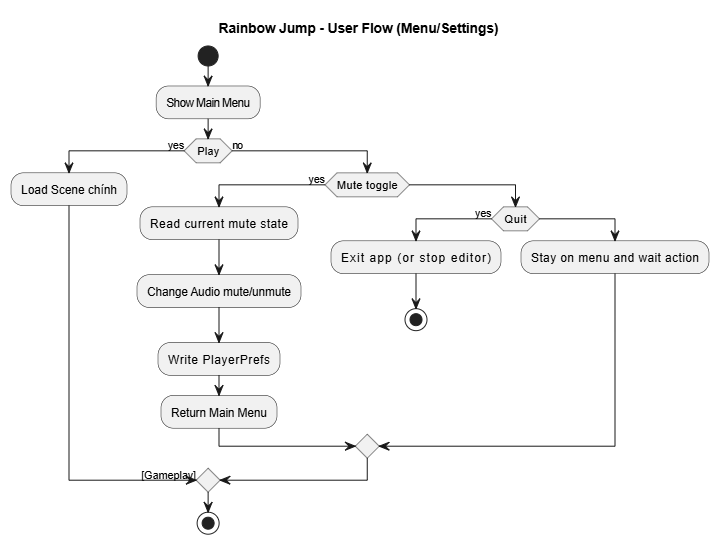 Rainbow Jump - User Flow (Menu/Settings)
Show Main Menu
yes
Play
no
Load Scene chính
yes
Mute toggle
Read current mute state
yes
Quit
Change Audio mute/unmute
Exit app (or stop editor)
Stay on menu and wait action
Write PlayerPrefs
Return Main Menu
[Gameplay]